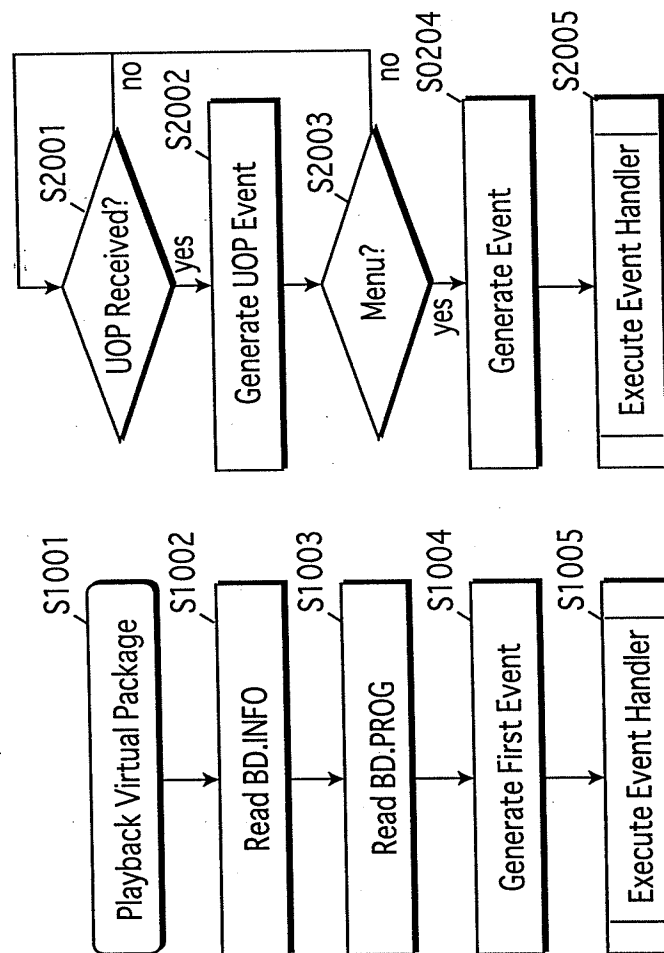 S1001
Playback Virtual Package
S1002
Read BD.INFO
S1003
Read BD.PROG
S1004
Generate First Event
S1005
Execute Event Handler
S2001
UOP Received?
no
yes
S2002
Generate UOP Event
S2003
Menu?
no
yes
S0204
Generate Event
S2005
Execute Event Handler